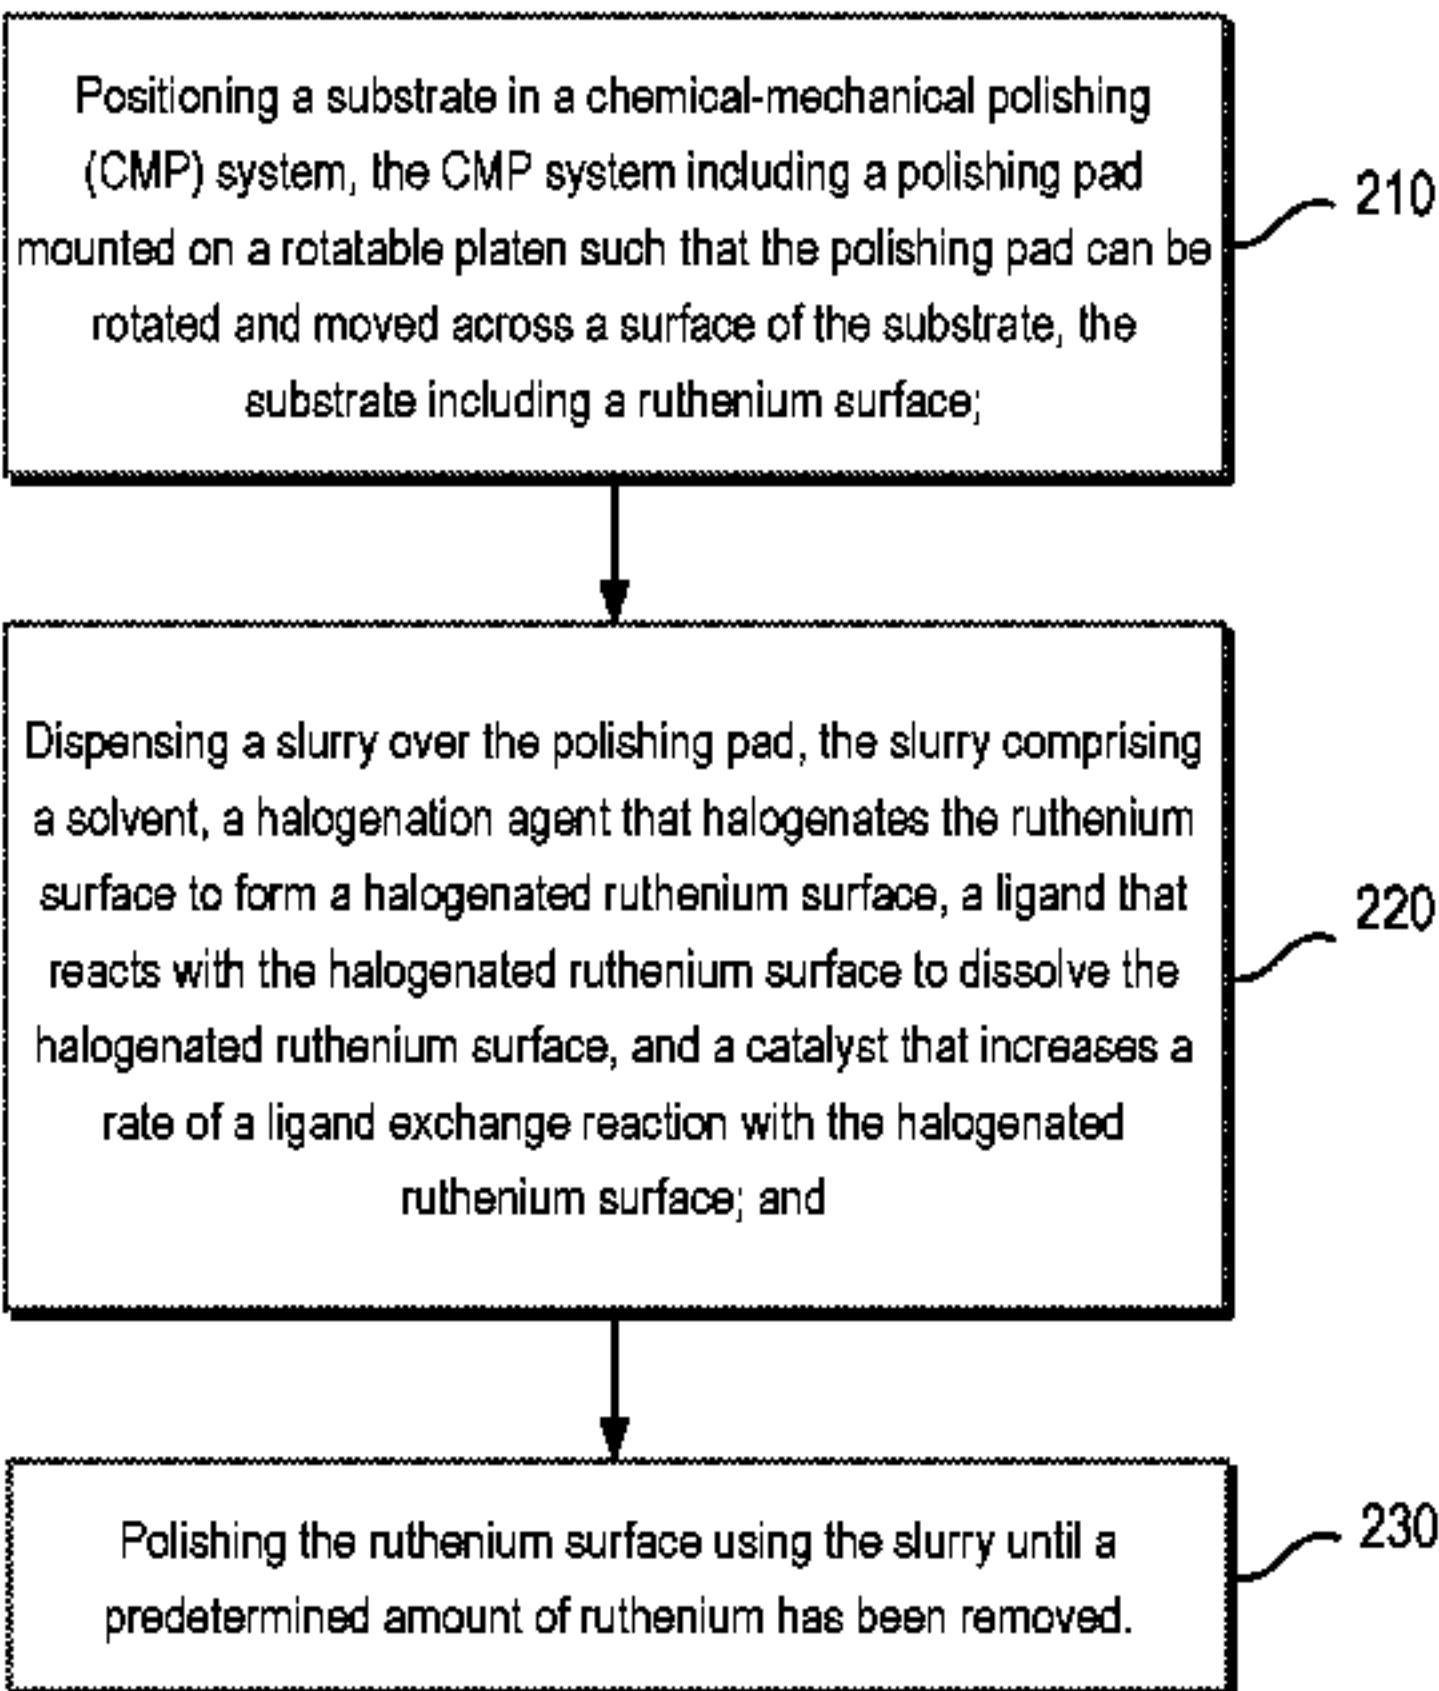 Positioning a substrate in a chemical-mechanical polishing
(CMP) system, the CMP system including a polishing pad
mounted on a rotatable platen such that the polishing pad can be
rotated and moved across a surface of the substrate, the
substrate including a ruthenium surface;
210
Dispensing a slurry over the polishing pad, the slurry comprising
a solvent, a halogenation agent that halogenates the ruthenium
surface to form a halogenated ruthenium surface, a ligand that
reacts with the halogenated ruthenium surface to dissolve the
halogenated ruthenium surface, and a catalyst that increases a
rate of a ligand exchange reaction with the halogenated
ruthenium surface; and
220
Polishing the ruthenium surface using the slurry until a
predetermined amount of ruthenium has been removed.
230